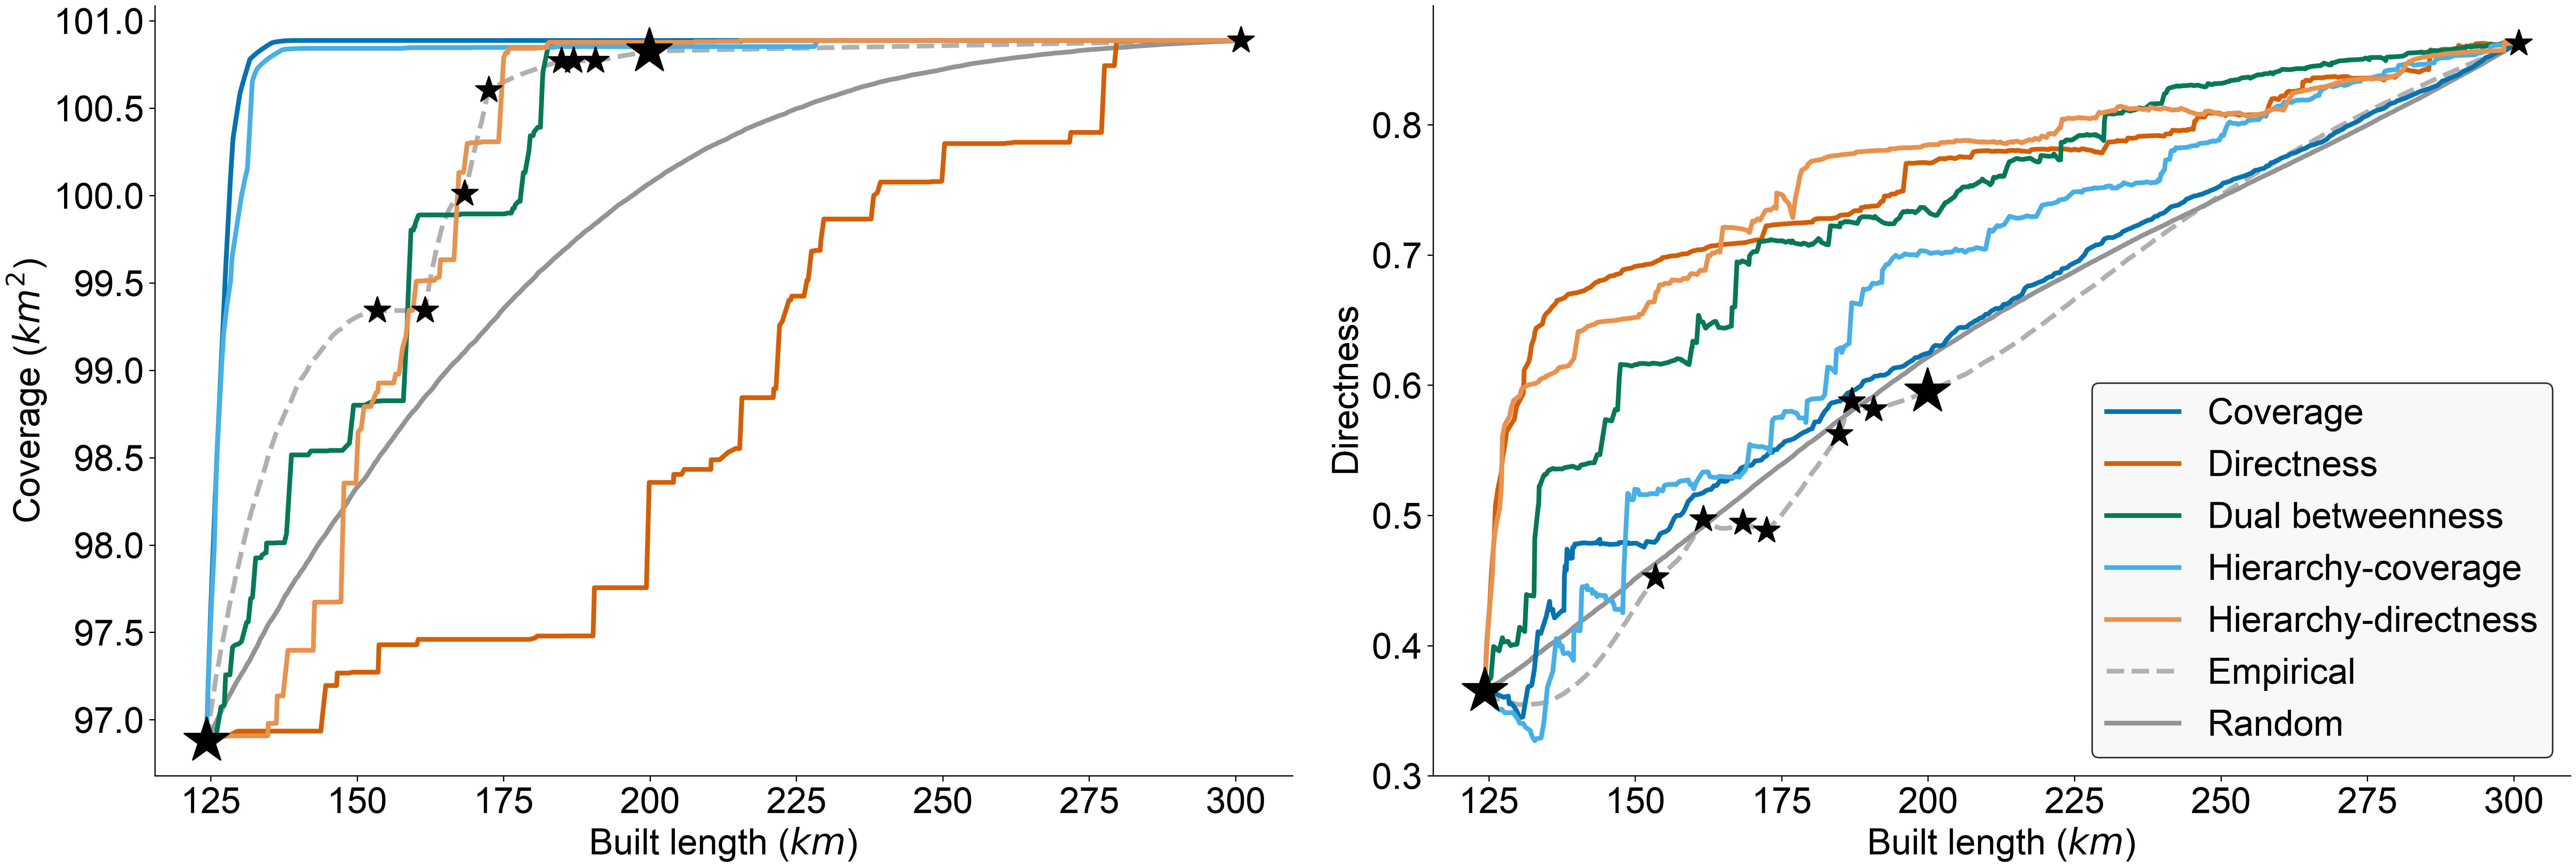 101.0
100.5
100.0
99.5
99.0
98.5
98.0
97.5
97.0
Coverage (km²)
125 150 175 200 225 250 275 300
Built length (km)
0.8
0.7
0.6
0.5
0.4
0.3
Directness
125 150 175 200 225 250 275 300
Built length (km)
Coverage
Directness
Dual betweenness
Hierarchy-coverage
Hierarchy-directness
Empirical
Random